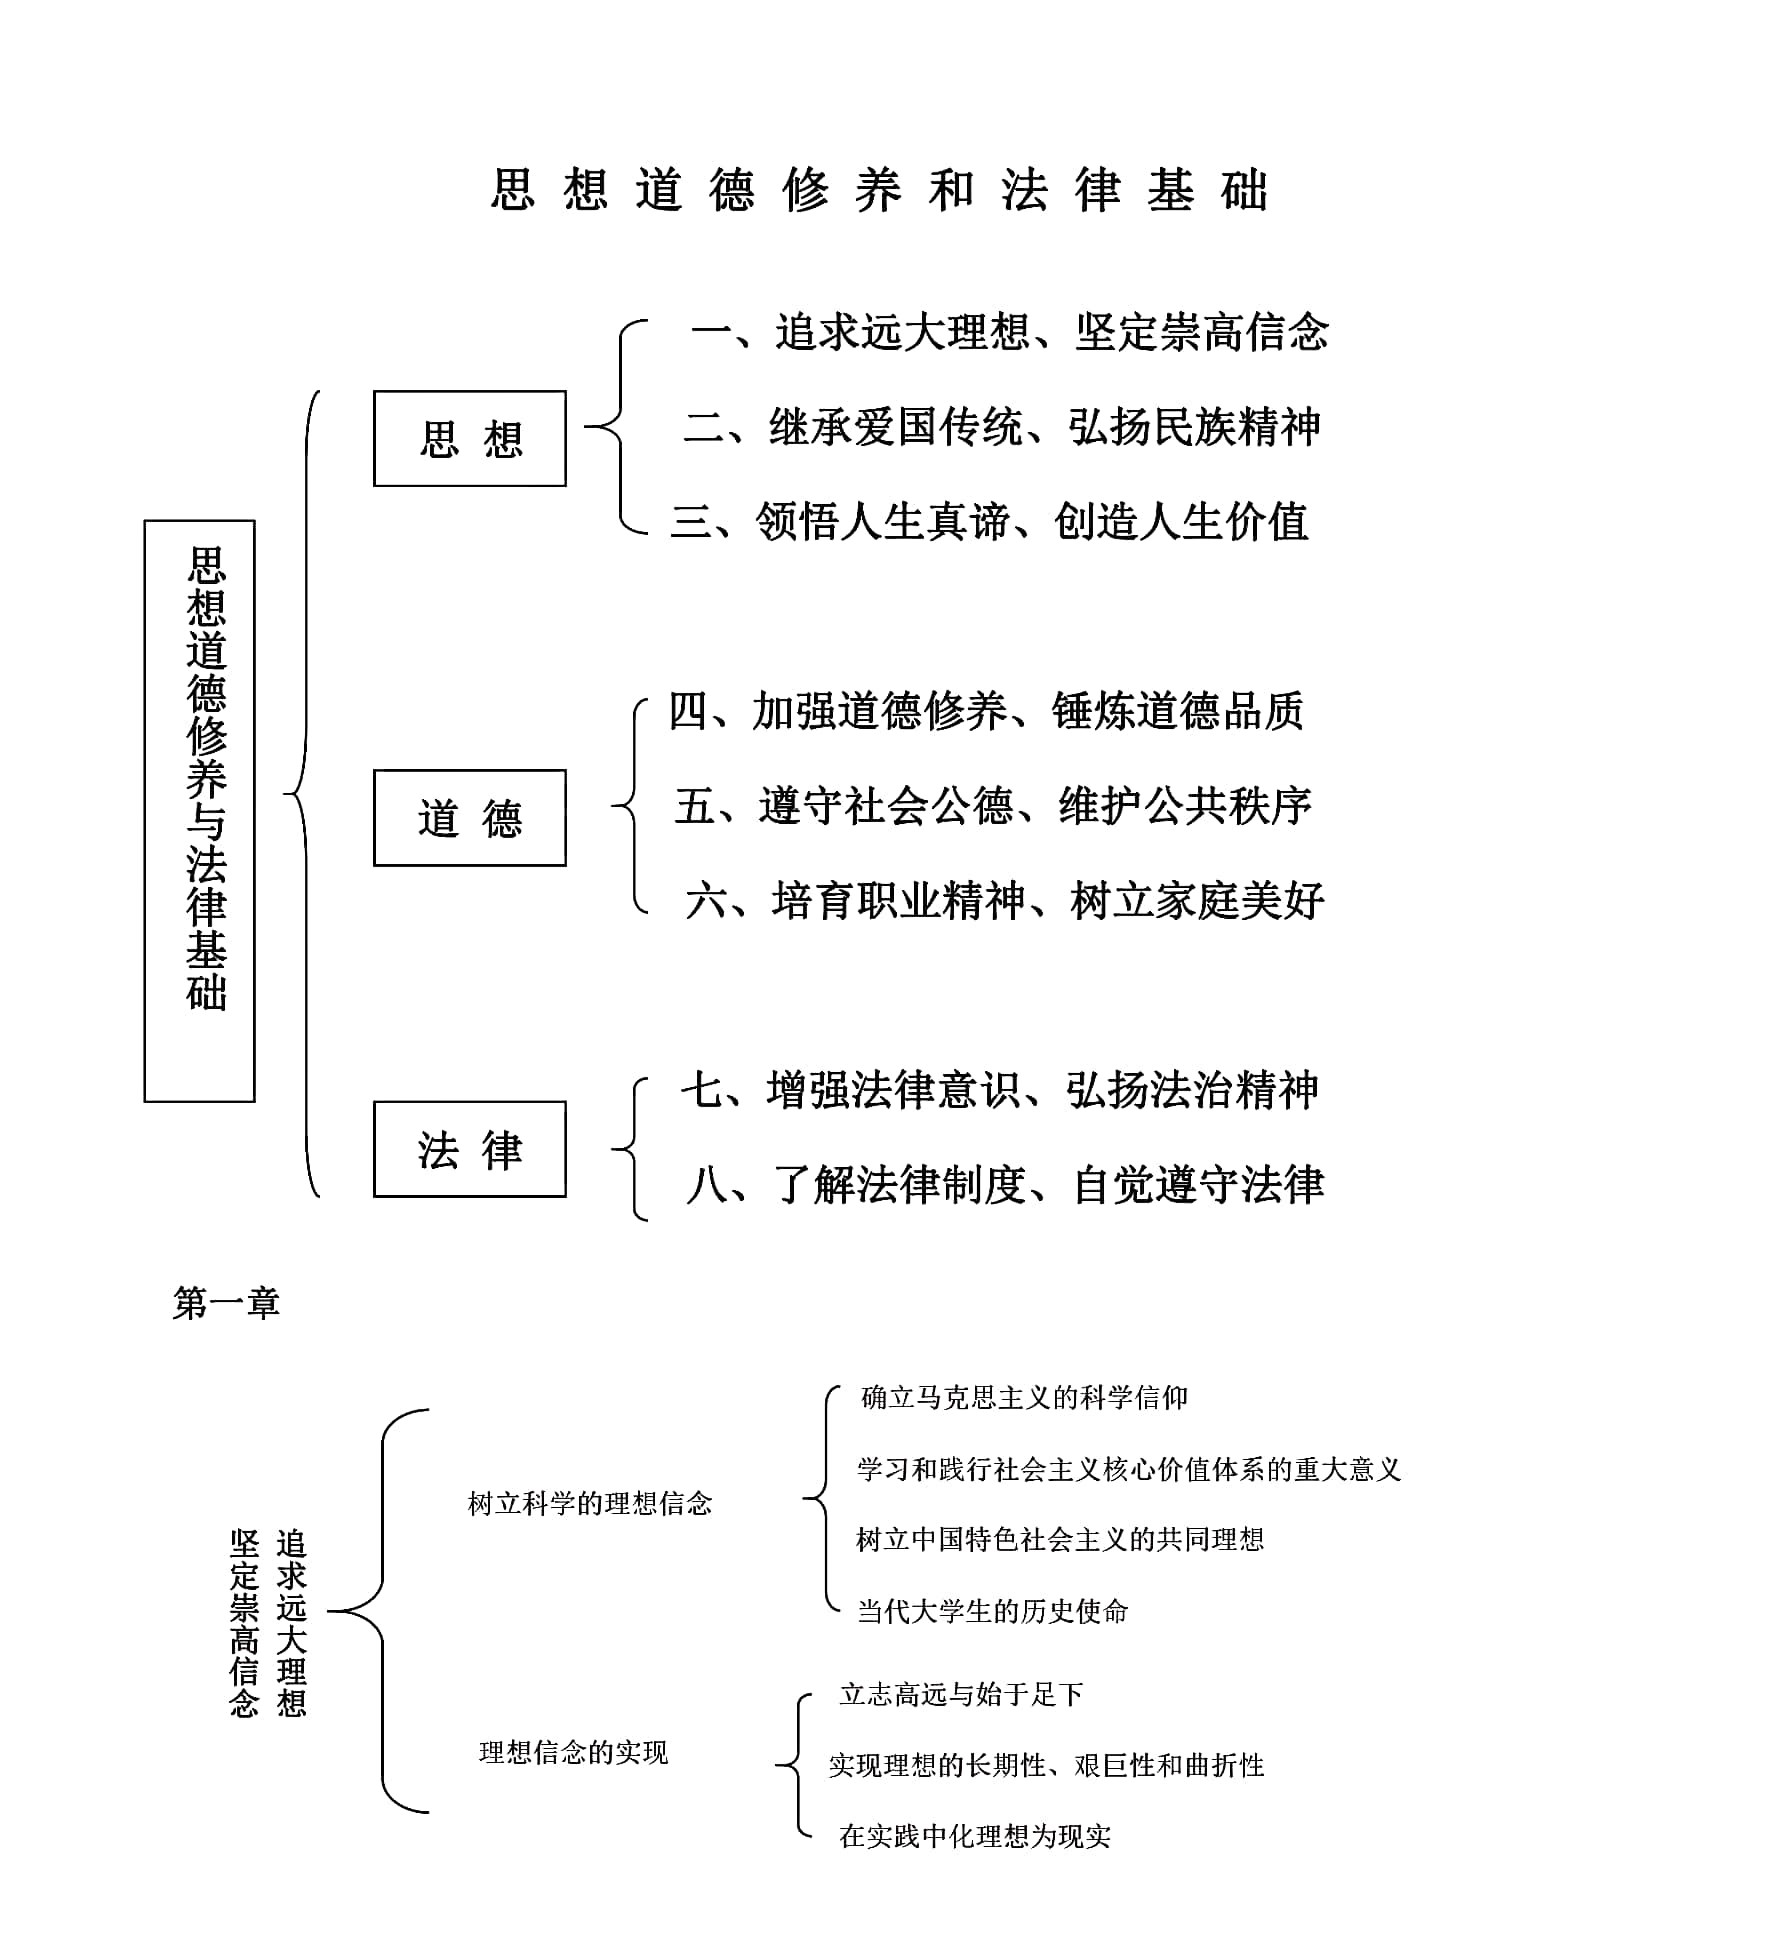 思想道德修养和法律基础
思想道德修养与法律基础
思想
一、追求远大理想、坚定崇高信念
二、继承爱国传统、弘扬民族精神
三、领悟人生真谛、创造人生价值
道德
四、加强道德修养、锤炼道德品质
五、遵守社会公德、维护公共秩序
六、培育职业精神、树立家庭美好
法律
七、增强法律意识、弘扬法治精神
八、了解法律制度、自觉遵守法律
第一章
追求远大理想
坚定崇高信念
树立科学的理想信念
确立马克思主义的科学信仰
学习和践行社会主义核心价值体系的重大意义
树立中国特色社会主义的共同理想
当代大学生的历史使命
理想信念的实现
立志高远与始于足下
实现理想的长期性、艰巨性和曲折性
在实践中化理想为现实